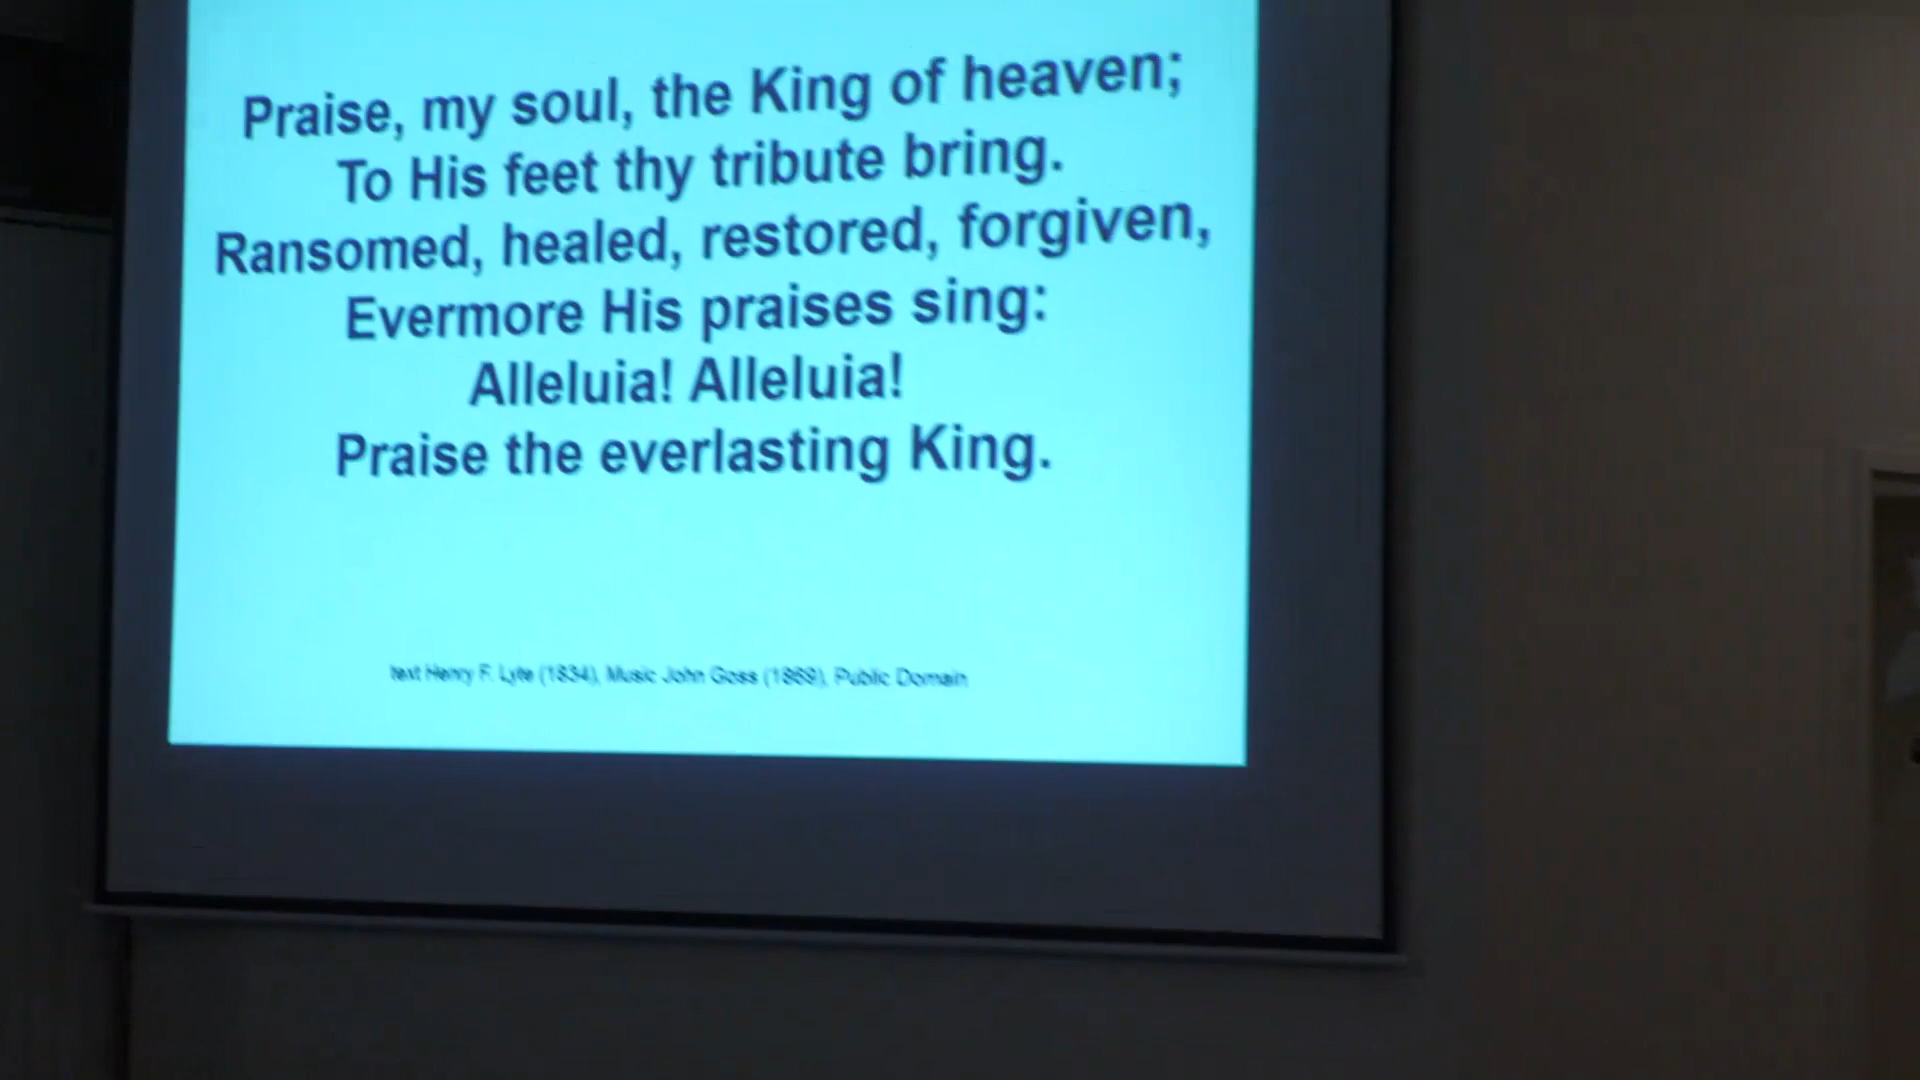 Praise, my soul, the King of heaven;
To His feet thy tribute bring.
Ransomed, healed, restored, forgiven,
Evermore His praises sing:
Alleluia! Alleluia!
Praise the everlasting King.
text Henry F. Lyte (1834), Music John Goss (1869), Public Domain